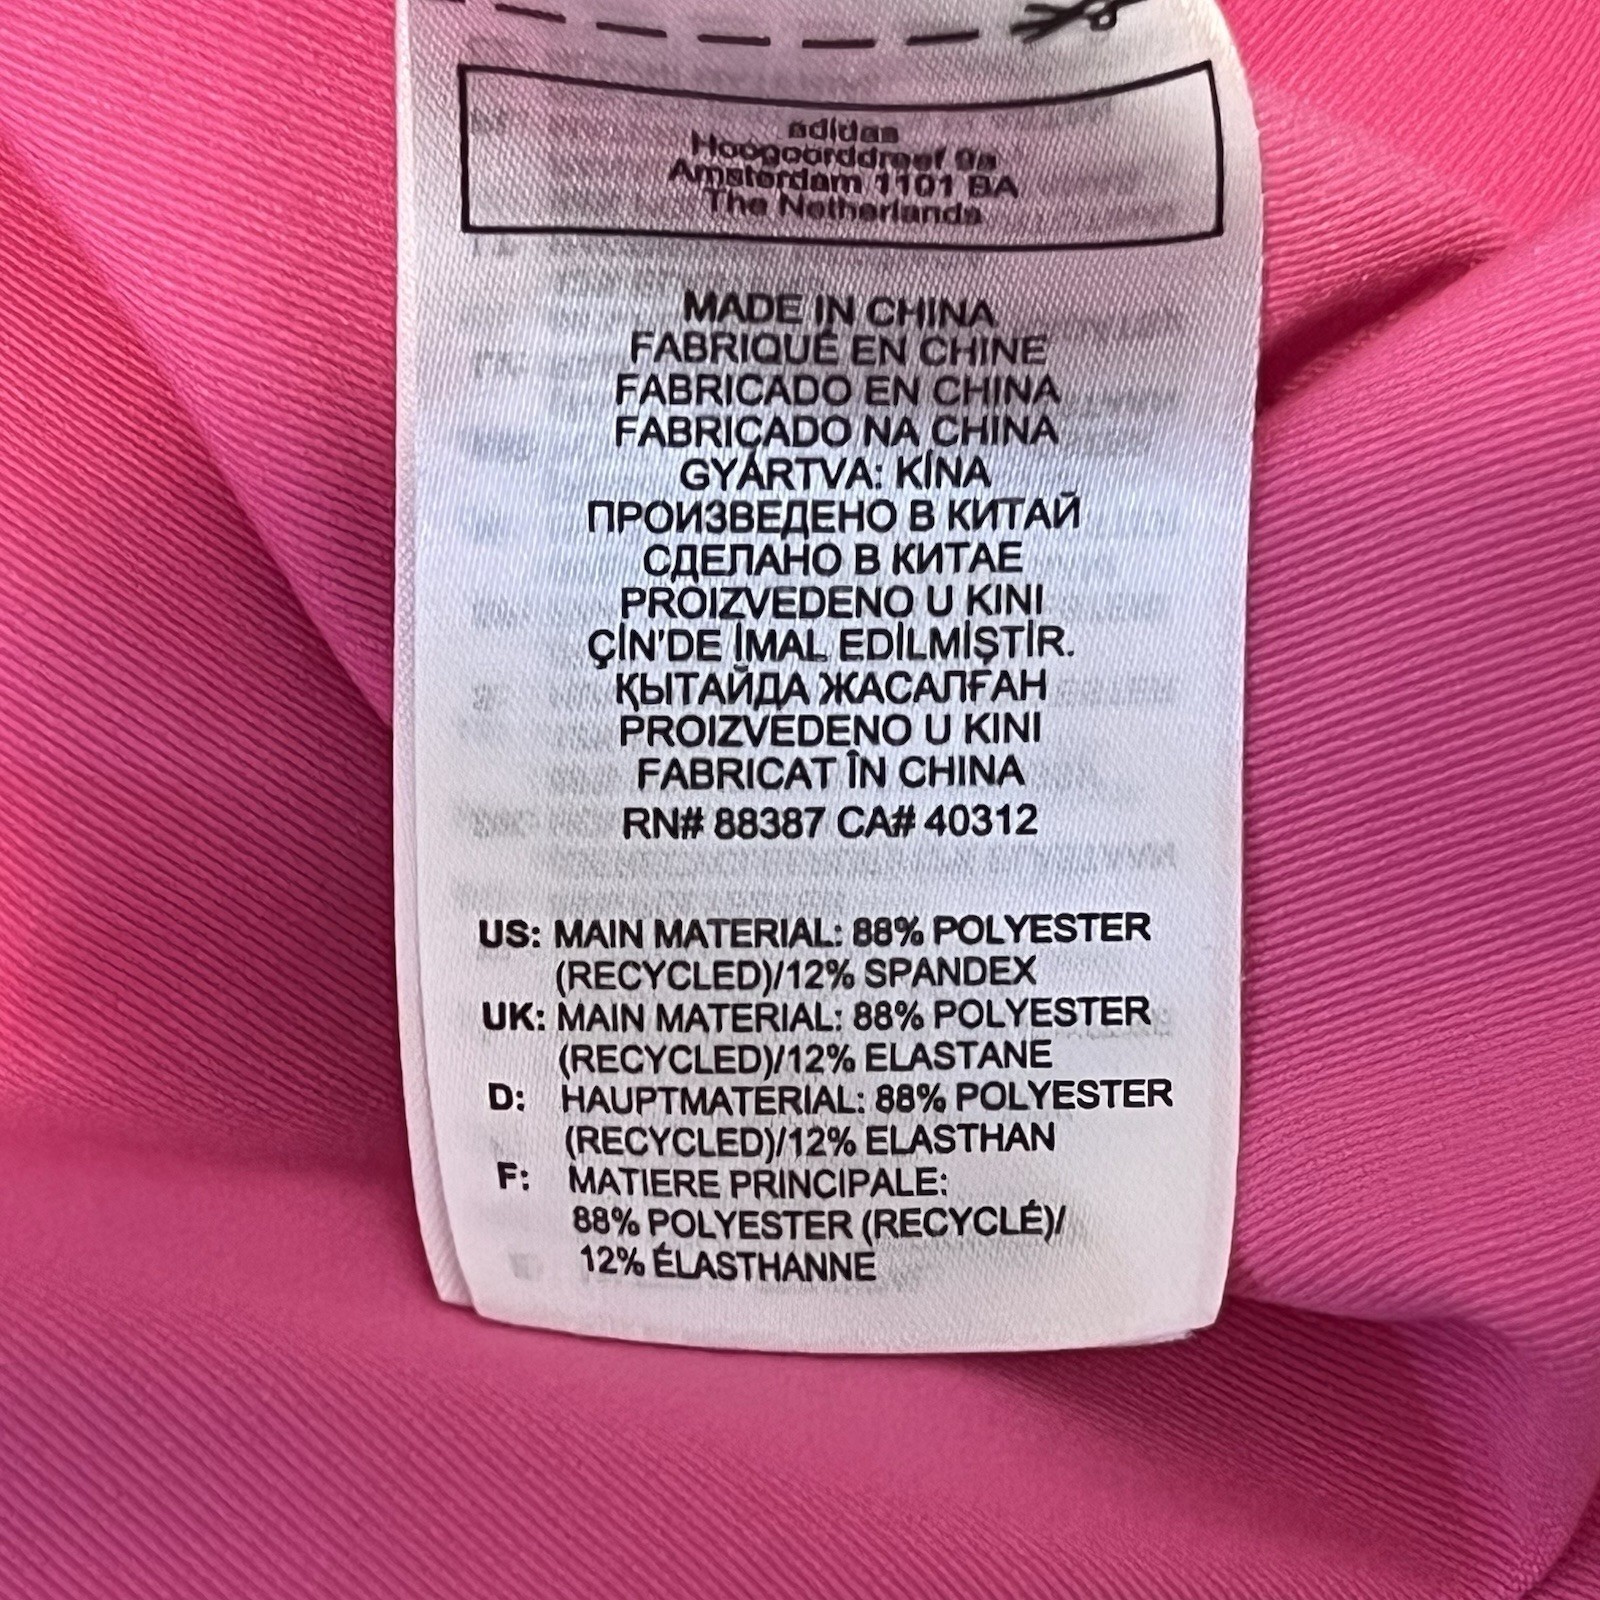 adidas
Hoogoorddreef 9a
Amsterdam 1101 BA
The Netherlands
MADE IN CHINA
FABRIQUÉ EN CHINE
FABRICADO EN CHINA
FABRICADO NA CHINA
GYÁRTVA: KÍNA
ПРОИЗВЕДЕНО В КИТАЙ
СДЕЛАНО В КИТАЕ
PROIZVEDENO U KINI
ÇİN'DE İMAL EDİLMİŞTİR.
ҚЫТАЙДА ЖАСАЛҒАН
PROIZVEDENO U KINI
FABRICAT ÎN CHINA
RN# 88387 CA# 40312
US: MAIN MATERIAL: 88% POLYESTER
(RECYCLED)/12% SPANDEX
UK: MAIN MATERIAL: 88% POLYESTER
(RECYCLED)/12% ELASTANE
D: HAUPTMATERIAL: 88% POLYESTER
(RECYCLED)/12% ELASTHAN
F: MATIERE PRINCIPALE:
88% POLYESTER (RECYCLÉ)/
12% ÉLASTHANNE